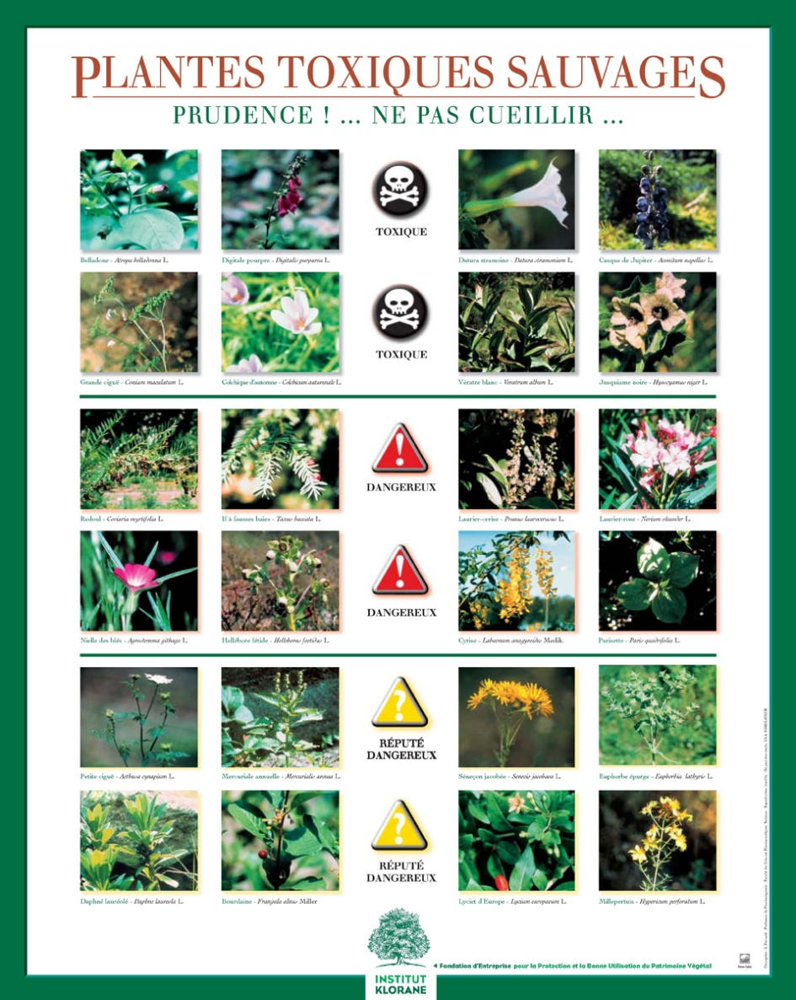 PLANTES TOXIQUES SAUVAGES
PRUDENCE ! ... NE PAS CUEILLIR ...
TOXIQUE
Belladone - Atropa belladonna L.
Digitale pourpre - Digitalis purpurea L.
Datura stramoine - Datura stramonium L.
Casque de Jupiter - Aconitum napellus L.
TOXIQUE
Grande ciguë - Conium maculatum L.
Colchique d'automne - Colchicum autumnale L.
Vératre blanc - Veratrum album L.
Jusquiame noire - Hyoscyamus niger L.
DANGEREUX
Redoul - Coriaria myrtifolia L.
If à fausses baies - Taxus baccata L.
Laurier-cerise - Prunus laurocerasus L.
Laurier-rose - Nerium oleander L.
DANGEREUX
Nielle des blés - Agrostemma githago L.
Hellébore fétide - Helleborus foetidus L.
Cytise - Laburnum anagyroides Medik.
Parisette - Paris quadrifolia L.
RÉPUTÉ
DANGEREUX
Petite ciguë - Aethusa cynapium L.
Mercuriale annuelle - Mercurialis annua L.
Séneçon jacobée - Senecio jacobaea L.
Euphorbe épurge - Euphorbia lathyris L.
RÉPUTÉ
DANGEREUX
Daphné lauréolé - Daphne laureola L.
Bourdaine - Frangula alnus Miller
Lyciet d'Europe - Lycium europaeum L.
Millepertuis - Hypericum perforatum L.
Fondation d'Entreprise pour la Protection et la Bonne Utilisation du Patrimoine Végétal
INSTITUT
KLORANE